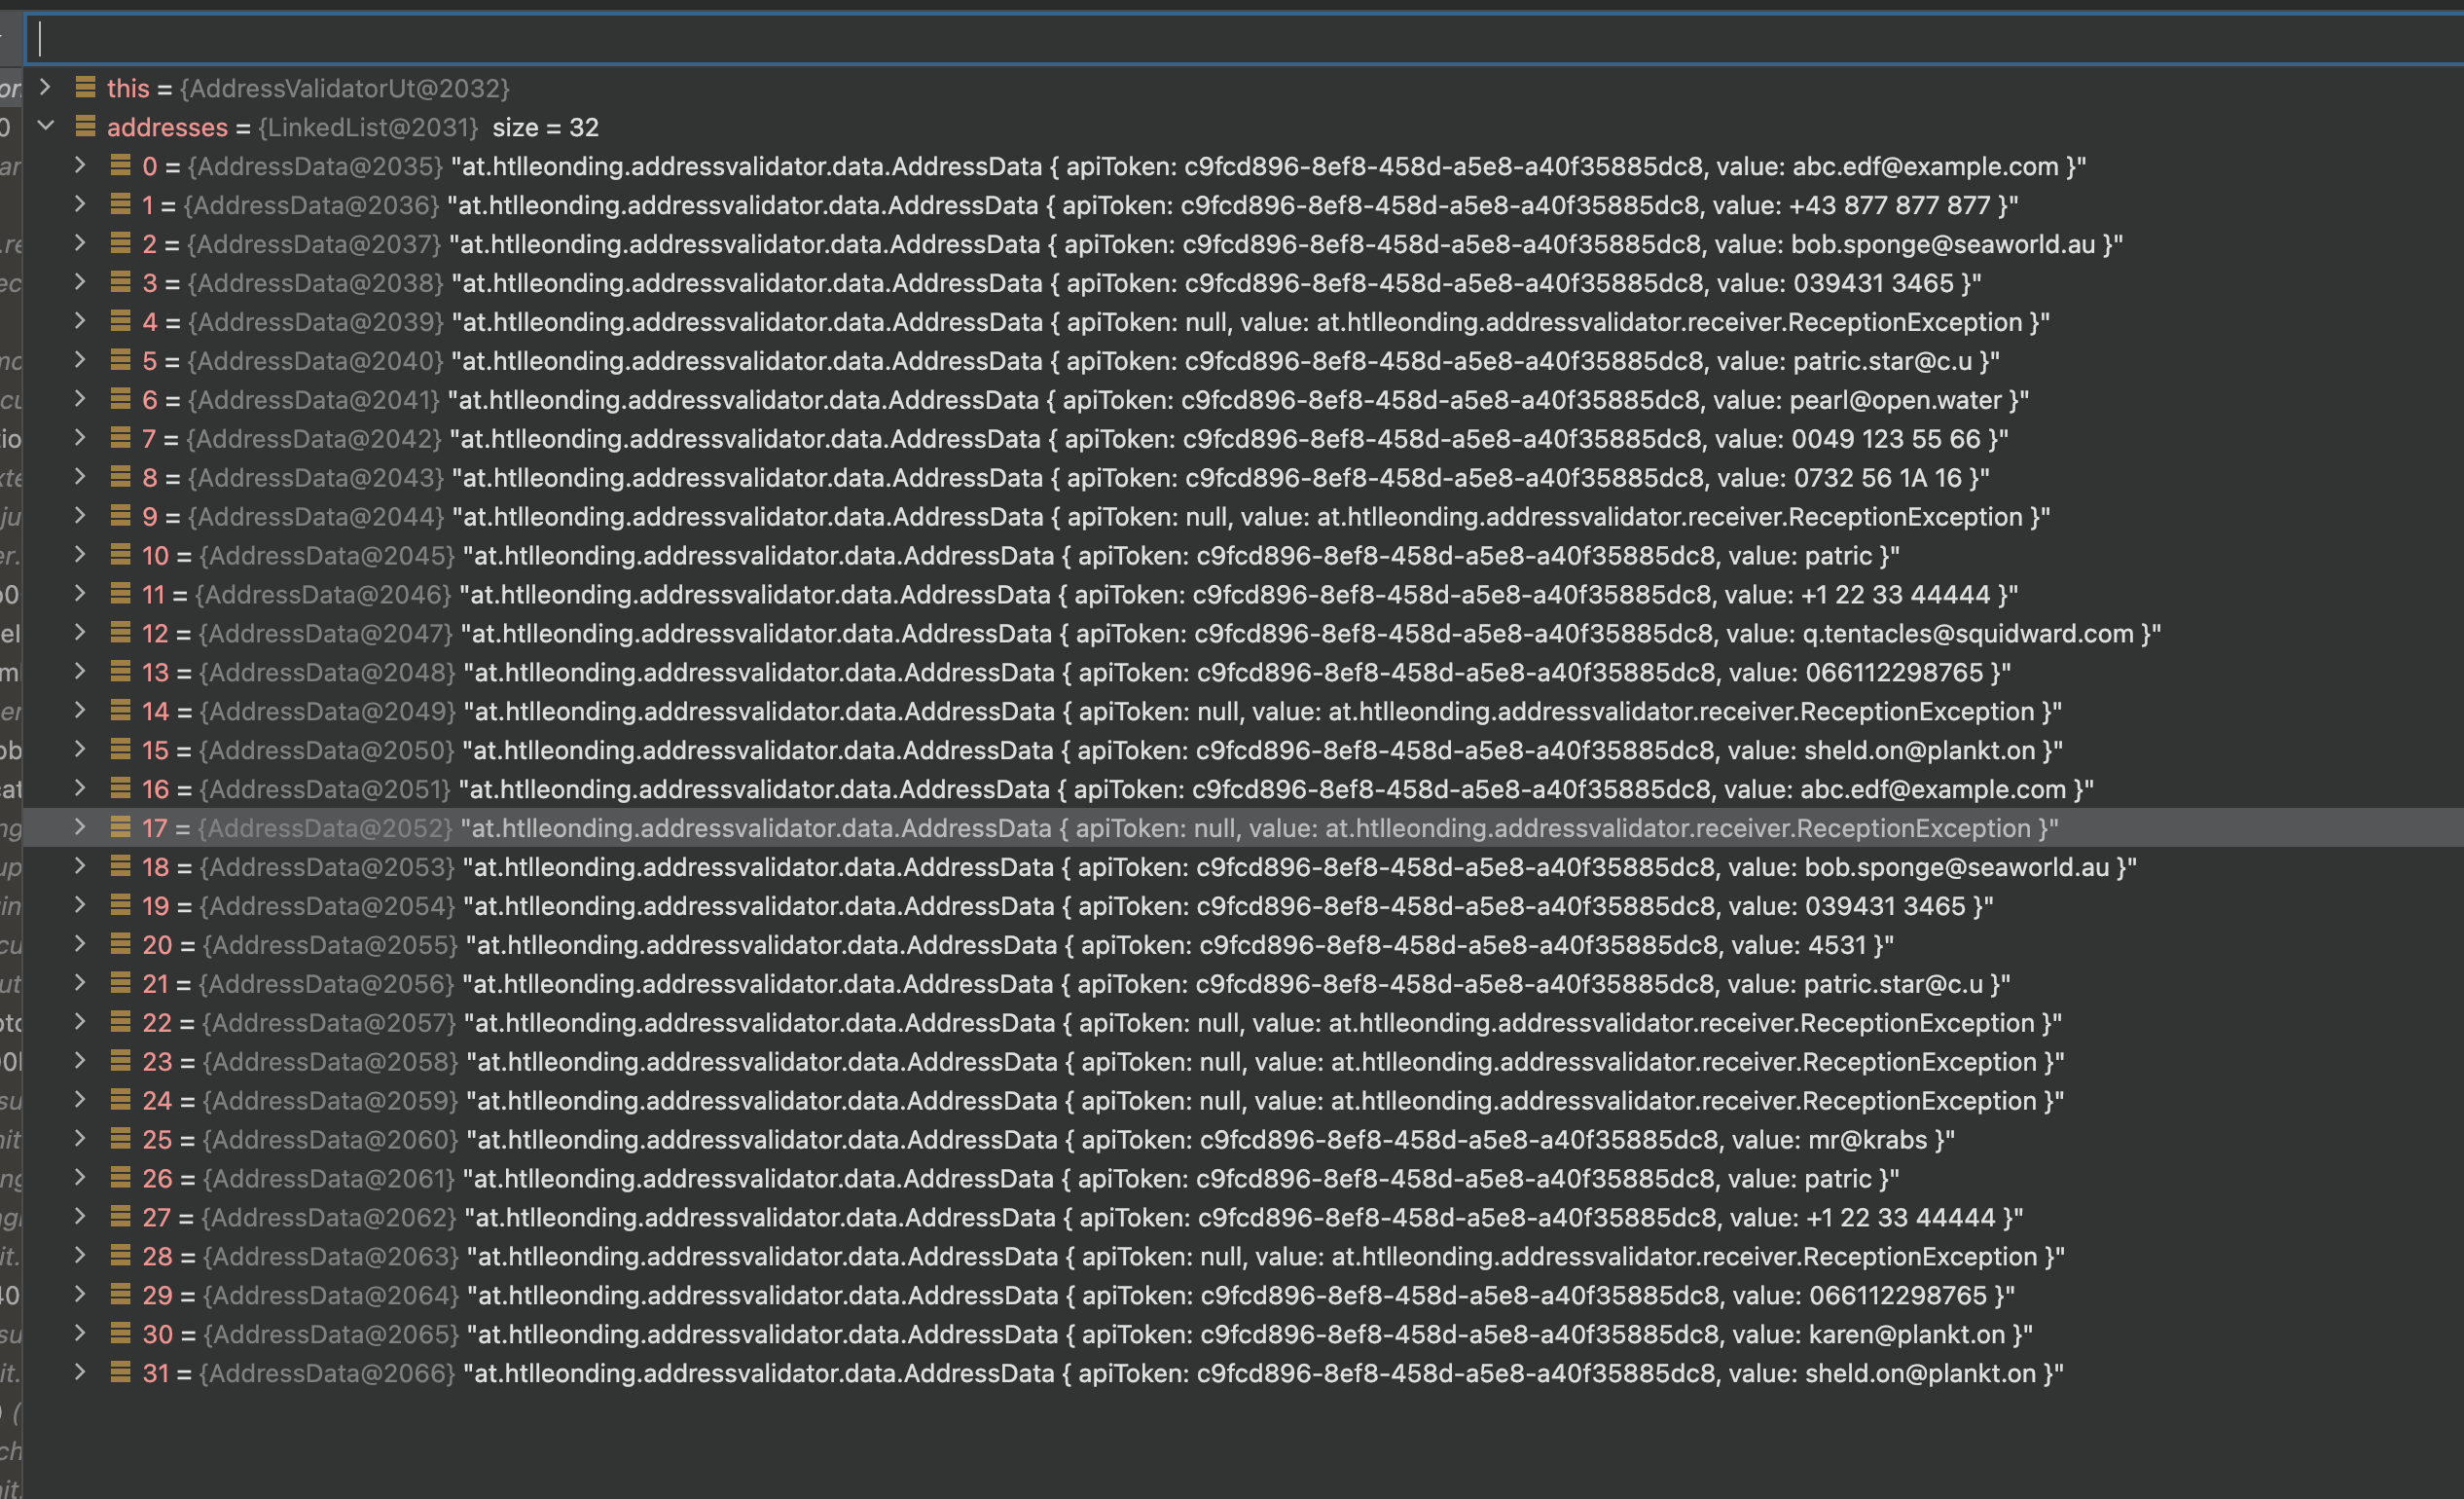 this = {AddressValidatorUt@2032}
addresses = {LinkedList@2031} size = 32
0 = {AddressData@2035} "at.htlleonding.addressvalidator.data.AddressData { apiToken: c9fcd896-8ef8-458d-a5e8-a40f35885dc8, value: abc.edf@example.com }"
1 = {AddressData@2036} "at.htlleonding.addressvalidator.data.AddressData { apiToken: c9fcd896-8ef8-458d-a5e8-a40f35885dc8, value: +43 877 877 877 }"
2 = {AddressData@2037} "at.htlleonding.addressvalidator.data.AddressData { apiToken: c9fcd896-8ef8-458d-a5e8-a40f35885dc8, value: bob.sponge@seaworld.au }"
3 = {AddressData@2038} "at.htlleonding.addressvalidator.data.AddressData { apiToken: c9fcd896-8ef8-458d-a5e8-a40f35885dc8, value: 039431 3465 }"
4 = {AddressData@2039} "at.htlleonding.addressvalidator.data.AddressData { apiToken: null, value: at.htlleonding.addressvalidator.receiver.ReceptionException }"
5 = {AddressData@2040} "at.htlleonding.addressvalidator.data.AddressData { apiToken: c9fcd896-8ef8-458d-a5e8-a40f35885dc8, value: patric.star@c.u }"
6 = {AddressData@2041} "at.htlleonding.addressvalidator.data.AddressData { apiToken: c9fcd896-8ef8-458d-a5e8-a40f35885dc8, value: pearl@open.water }"
7 = {AddressData@2042} "at.htlleonding.addressvalidator.data.AddressData { apiToken: c9fcd896-8ef8-458d-a5e8-a40f35885dc8, value: 0049 123 55 66 }"
8 = {AddressData@2043} "at.htlleonding.addressvalidator.data.AddressData { apiToken: c9fcd896-8ef8-458d-a5e8-a40f35885dc8, value: 0732 56 1A 16 }"
9 = {AddressData@2044} "at.htlleonding.addressvalidator.data.AddressData { apiToken: null, value: at.htlleonding.addressvalidator.receiver.ReceptionException }"
10 = {AddressData@2045} "at.htlleonding.addressvalidator.data.AddressData { apiToken: c9fcd896-8ef8-458d-a5e8-a40f35885dc8, value: patric }"
11 = {AddressData@2046} "at.htlleonding.addressvalidator.data.AddressData { apiToken: c9fcd896-8ef8-458d-a5e8-a40f35885dc8, value: +1 22 33 44444 }"
12 = {AddressData@2047} "at.htlleonding.addressvalidator.data.AddressData { apiToken: c9fcd896-8ef8-458d-a5e8-a40f35885dc8, value: q.tentacles@squidward.com }"
13 = {AddressData@2048} "at.htlleonding.addressvalidator.data.AddressData { apiToken: c9fcd896-8ef8-458d-a5e8-a40f35885dc8, value: 066112298765 }"
14 = {AddressData@2049} "at.htlleonding.addressvalidator.data.AddressData { apiToken: null, value: at.htlleonding.addressvalidator.receiver.ReceptionException }"
15 = {AddressData@2050} "at.htlleonding.addressvalidator.data.AddressData { apiToken: c9fcd896-8ef8-458d-a5e8-a40f35885dc8, value: sheld.on@plankt.on }"
16 = {AddressData@2051} "at.htlleonding.addressvalidator.data.AddressData { apiToken: c9fcd896-8ef8-458d-a5e8-a40f35885dc8, value: abc.edf@example.com }"
17 = {AddressData@2052} "at.htlleonding.addressvalidator.data.AddressData { apiToken: null, value: at.htlleonding.addressvalidator.receiver.ReceptionException }"
18 = {AddressData@2053} "at.htlleonding.addressvalidator.data.AddressData { apiToken: c9fcd896-8ef8-458d-a5e8-a40f35885dc8, value: bob.sponge@seaworld.au }"
19 = {AddressData@2054} "at.htlleonding.addressvalidator.data.AddressData { apiToken: c9fcd896-8ef8-458d-a5e8-a40f35885dc8, value: 039431 3465 }"
20 = {AddressData@2055} "at.htlleonding.addressvalidator.data.AddressData { apiToken: c9fcd896-8ef8-458d-a5e8-a40f35885dc8, value: 4531 }"
21 = {AddressData@2056} "at.htlleonding.addressvalidator.data.AddressData { apiToken: c9fcd896-8ef8-458d-a5e8-a40f35885dc8, value: patric.star@c.u }"
22 = {AddressData@2057} "at.htlleonding.addressvalidator.data.AddressData { apiToken: null, value: at.htlleonding.addressvalidator.receiver.ReceptionException }"
23 = {AddressData@2058} "at.htlleonding.addressvalidator.data.AddressData { apiToken: null, value: at.htlleonding.addressvalidator.receiver.ReceptionException }"
24 = {AddressData@2059} "at.htlleonding.addressvalidator.data.AddressData { apiToken: null, value: at.htlleonding.addressvalidator.receiver.ReceptionException }"
25 = {AddressData@2060} "at.htlleonding.addressvalidator.data.AddressData { apiToken: c9fcd896-8ef8-458d-a5e8-a40f35885dc8, value: mr@krabs }"
26 = {AddressData@2061} "at.htlleonding.addressvalidator.data.AddressData { apiToken: c9fcd896-8ef8-458d-a5e8-a40f35885dc8, value: patric }"
27 = {AddressData@2062} "at.htlleonding.addressvalidator.data.AddressData { apiToken: c9fcd896-8ef8-458d-a5e8-a40f35885dc8, value: +1 22 33 44444 }"
28 = {AddressData@2063} "at.htlleonding.addressvalidator.data.AddressData { apiToken: null, value: at.htlleonding.addressvalidator.receiver.ReceptionException }"
29 = {AddressData@2064} "at.htlleonding.addressvalidator.data.AddressData { apiToken: c9fcd896-8ef8-458d-a5e8-a40f35885dc8, value: 066112298765 }"
30 = {AddressData@2065} "at.htlleonding.addressvalidator.data.AddressData { apiToken: c9fcd896-8ef8-458d-a5e8-a40f35885dc8, value: karen@plankt.on }"
31 = {AddressData@2066} "at.htlleonding.addressvalidator.data.AddressData { apiToken: c9fcd896-8ef8-458d-a5e8-a40f35885dc8, value: sheld.on@plankt.on }"